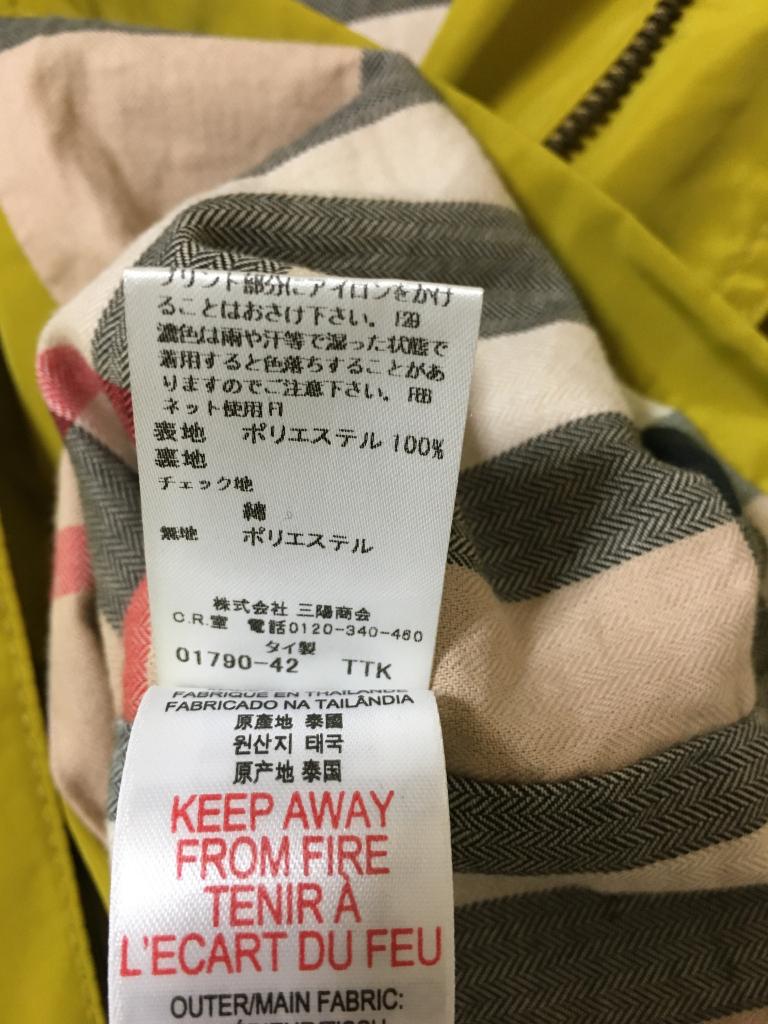 プリント部分にアイロンをかけ
ることはおさけ下さい。
濃色は雨や汗等で湿った状態で
着用すると色落ちすることがあ
りますのでご注意下さい。
ネット使用
表地 ポリエステル 100%
裏地
チェック地
綿
無地 ポリエステル
株式会社 三陽商会
C.R.室 電話0120-340-460
タイ製
01790-42 TTK
FABRIQUE EN THAILANDE
FABRICADO NA TAILÂNDIA
原產地 泰國
원산지 태국
原产地 泰国
KEEP AWAY
FROM FIRE
TENIR À
L'ECART DU FEU
OUTER/MAIN FABRIC: